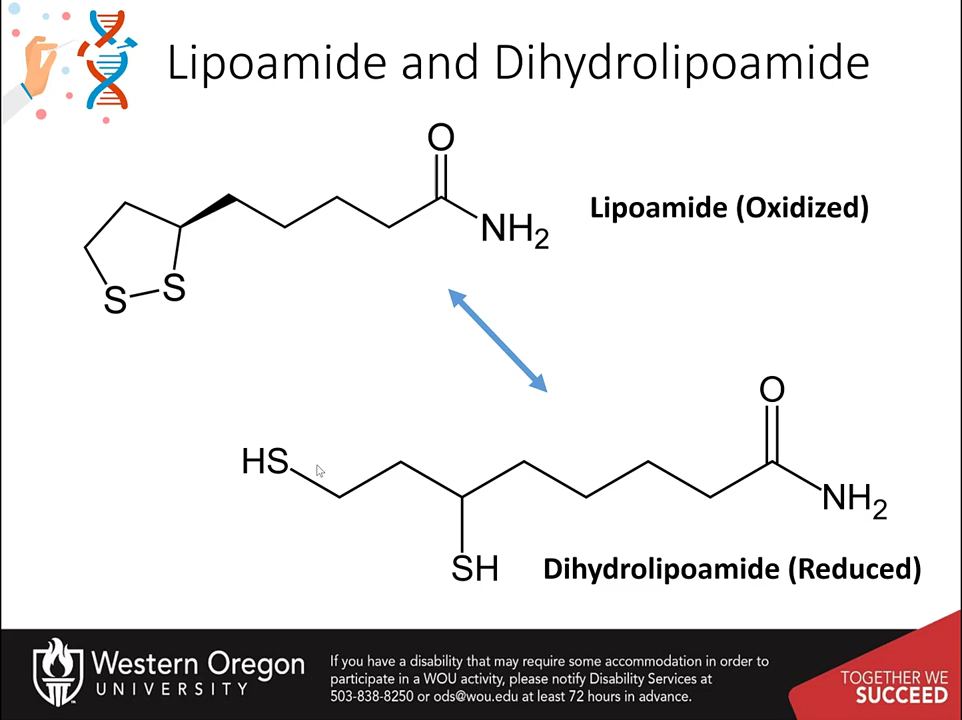 Lipoamide and Dihydrolipoamide
O
NH2
S
S
Lipoamide (Oxidized)
O
HS
NH2
SH
Dihydrolipoamide (Reduced)
Western Oregon
UNIVERSITY
If you have a disability that may require some accommodation in order to
participate in a WOU activity, please notify Disability Services at
503-838-8250 or ods@wou.edu at least 72 hours in advance.
TOGETHER WE
SUCCEED